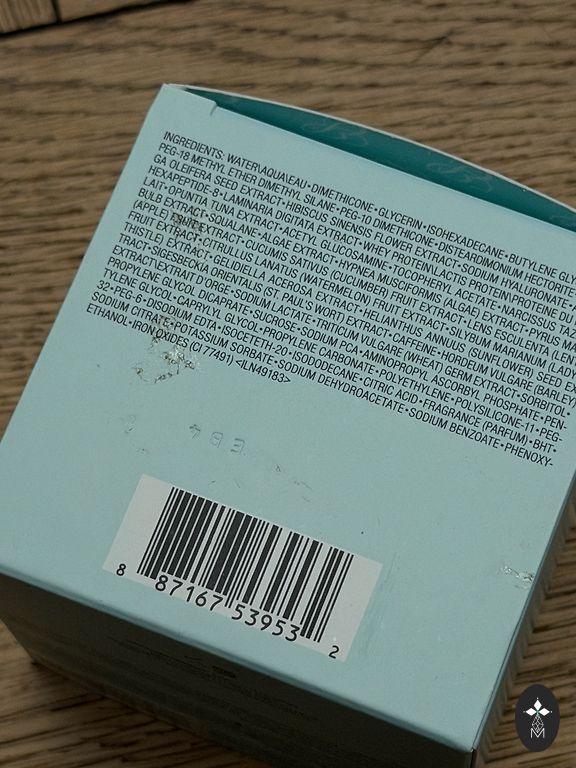 INGREDIENTS: WATER\AQUA\EAU • DIMETHICONE • GLYCERIN • ISOHEXADECANE • BUTYLENE GLY
PEG-18 METHYL ETHER DIMETHYL SILANE • PEG-10 DIMETHICONE • DISTEARDIMONIUM HECTORITE
GA OLEIFERA SEED EXTRACT • HIBISCUS SINENSIS FLOWER EXTRACT • SODIUM HYALURONATE •
HEXAPEPTIDE-9 • LAMINARIA DIGITATA EXTRACT • WHEY PROTEIN\LACTIS PROTEIN\PROTEINE DU
LAIT • OPUNTIA TUNA EXTRACT • ACETYL GLUCOSAMINE • TOCOPHERYL ACETATE • NARCISSUS TAZ
BULB EXTRACT • SQUALANE • ALGAE EXTRACT • HYPNEA MUSCIFORMIS (ALGAE) EXTRACT • PYRUS MA
(APPLE) FRUIT EXTRACT • CUCUMIS SATIVUS (CUCUMBER) FRUIT EXTRACT • LENS ESCULENTA (LEN
FRUIT EXTRACT • CITRULLUS LANATUS (WATERMELON) FRUIT EXTRACT • SILYBUM MARIANUM (LADY
THISTLE) EXTRACT • GELIDIELLA ACEROSA EXTRACT • HELIANTHUS ANNUUS (SUNFLOWER) SEED EX
EXTRACT • SIGESBECKIA ORIENTALIS (ST. PAUL'S WORT) EXTRACT • CAFFEINE • HORDEUM VULGARE (BARLEY)
EXTRACT\EXTRAIT D'ORGE • SODIUM LACTATE • TRITICUM VULGARE (WHEAT) GERM EXTRACT • SORBITOL •
TYROPYLENE GLYCOL DICAPRATE • SUCROSE • SODIUM PCA • AMINOPROPYL ASCORBYL PHOSPHATE • PEN-
TYLENE GLYCOL • CAPRYLYL GLYCOL • PROPYLENE CARBONATE • POLYETHYLENE • POLYSILICONE-11 • PEG-
32 • PEG-6 • DISODIUM EDTA • ISOCETETH-20 • ISODODECANE • CITRIC ACID • FRAGRANCE (PARFUM) • BHT •
SODIUM CITRATE • POTASSIUM SORBATE • SODIUM DEHYDROACETATE • SODIUM BENZOATE • PHENOXY-
ETHANOL • IRON OXIDES (CI 77491) <ILN49183>
8 87167 53953 2
M